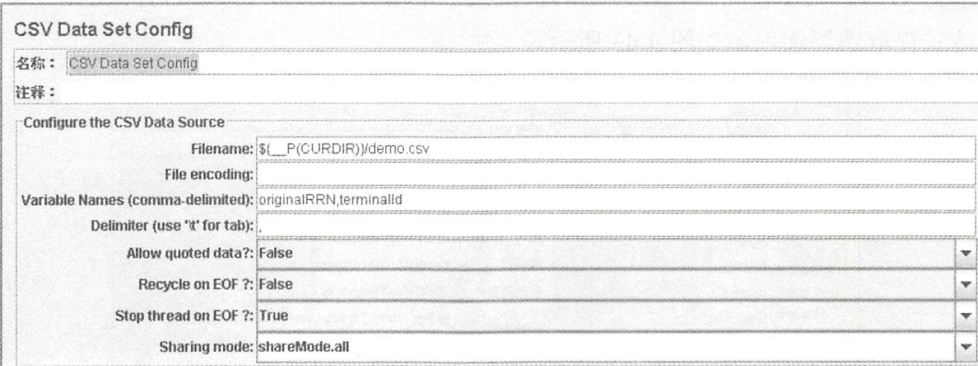 CSV Data Set Config
名称： CSV Data Set Config
注释：
Configure the CSV Data Source
Filename: ${__P(CURDIR)}/demo.csv
File encoding:
Variable Names (comma-delimited): originalRRN,terminalId
Delimiter (use '\t' for tab): ,
Allow quoted data?: False
Recycle on EOF ?: False
Stop thread on EOF ?: True
Sharing mode: shareMode.all